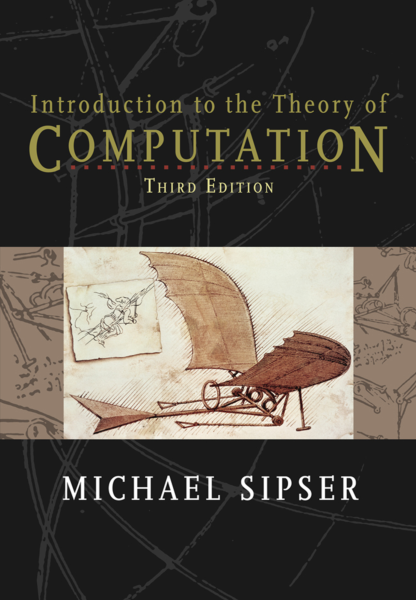 Introduction to the Theory of
COMPUTATION
THIRD EDITION
MICHAEL SIPSER